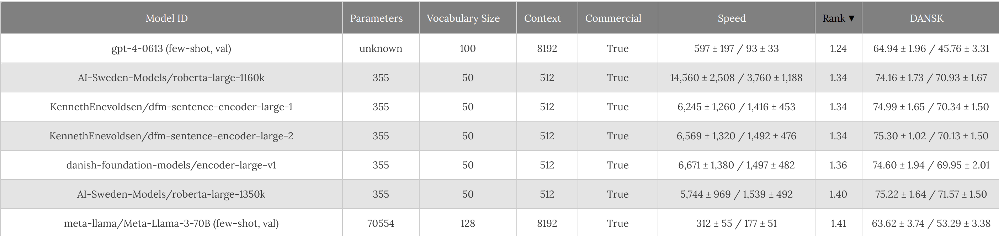 Model ID Parameters Vocabulary Size Context Commercial Speed Rank ▼ DANSK
gpt-4-0613 (few-shot, val) unknown 100 8192 True 597 ± 197 / 93 ± 33 1.24 64.94 ± 1.96 / 45.76 ± 3.31
AI-Sweden-Models/roberta-large-1160k 355 50 512 True 14,560 ± 2,508 / 3,760 ± 1,188 1.34 74.16 ± 1.73 / 70.93 ± 1.67
KennethEnevoldsen/dfm-sentence-encoder-large-1 355 50 512 True 6,245 ± 1,260 / 1,416 ± 453 1.34 74.99 ± 1.65 / 70.34 ± 1.50
KennethEnevoldsen/dfm-sentence-encoder-large-2 355 50 512 True 6,569 ± 1,320 / 1,492 ± 476 1.34 75.30 ± 1.02 / 70.13 ± 1.50
danish-foundation-models/encoder-large-v1 355 50 512 True 6,671 ± 1,380 / 1,497 ± 482 1.36 74.60 ± 1.94 / 69.95 ± 2.01
AI-Sweden-Models/roberta-large-1350k 355 50 512 True 5,744 ± 969 / 1,539 ± 492 1.40 75.22 ± 1.64 / 71.57 ± 1.50
meta-llama/Meta-Llama-3-70B (few-shot, val) 70554 128 8192 True 312 ± 55 / 177 ± 51 1.41 63.62 ± 3.74 / 53.29 ± 3.38